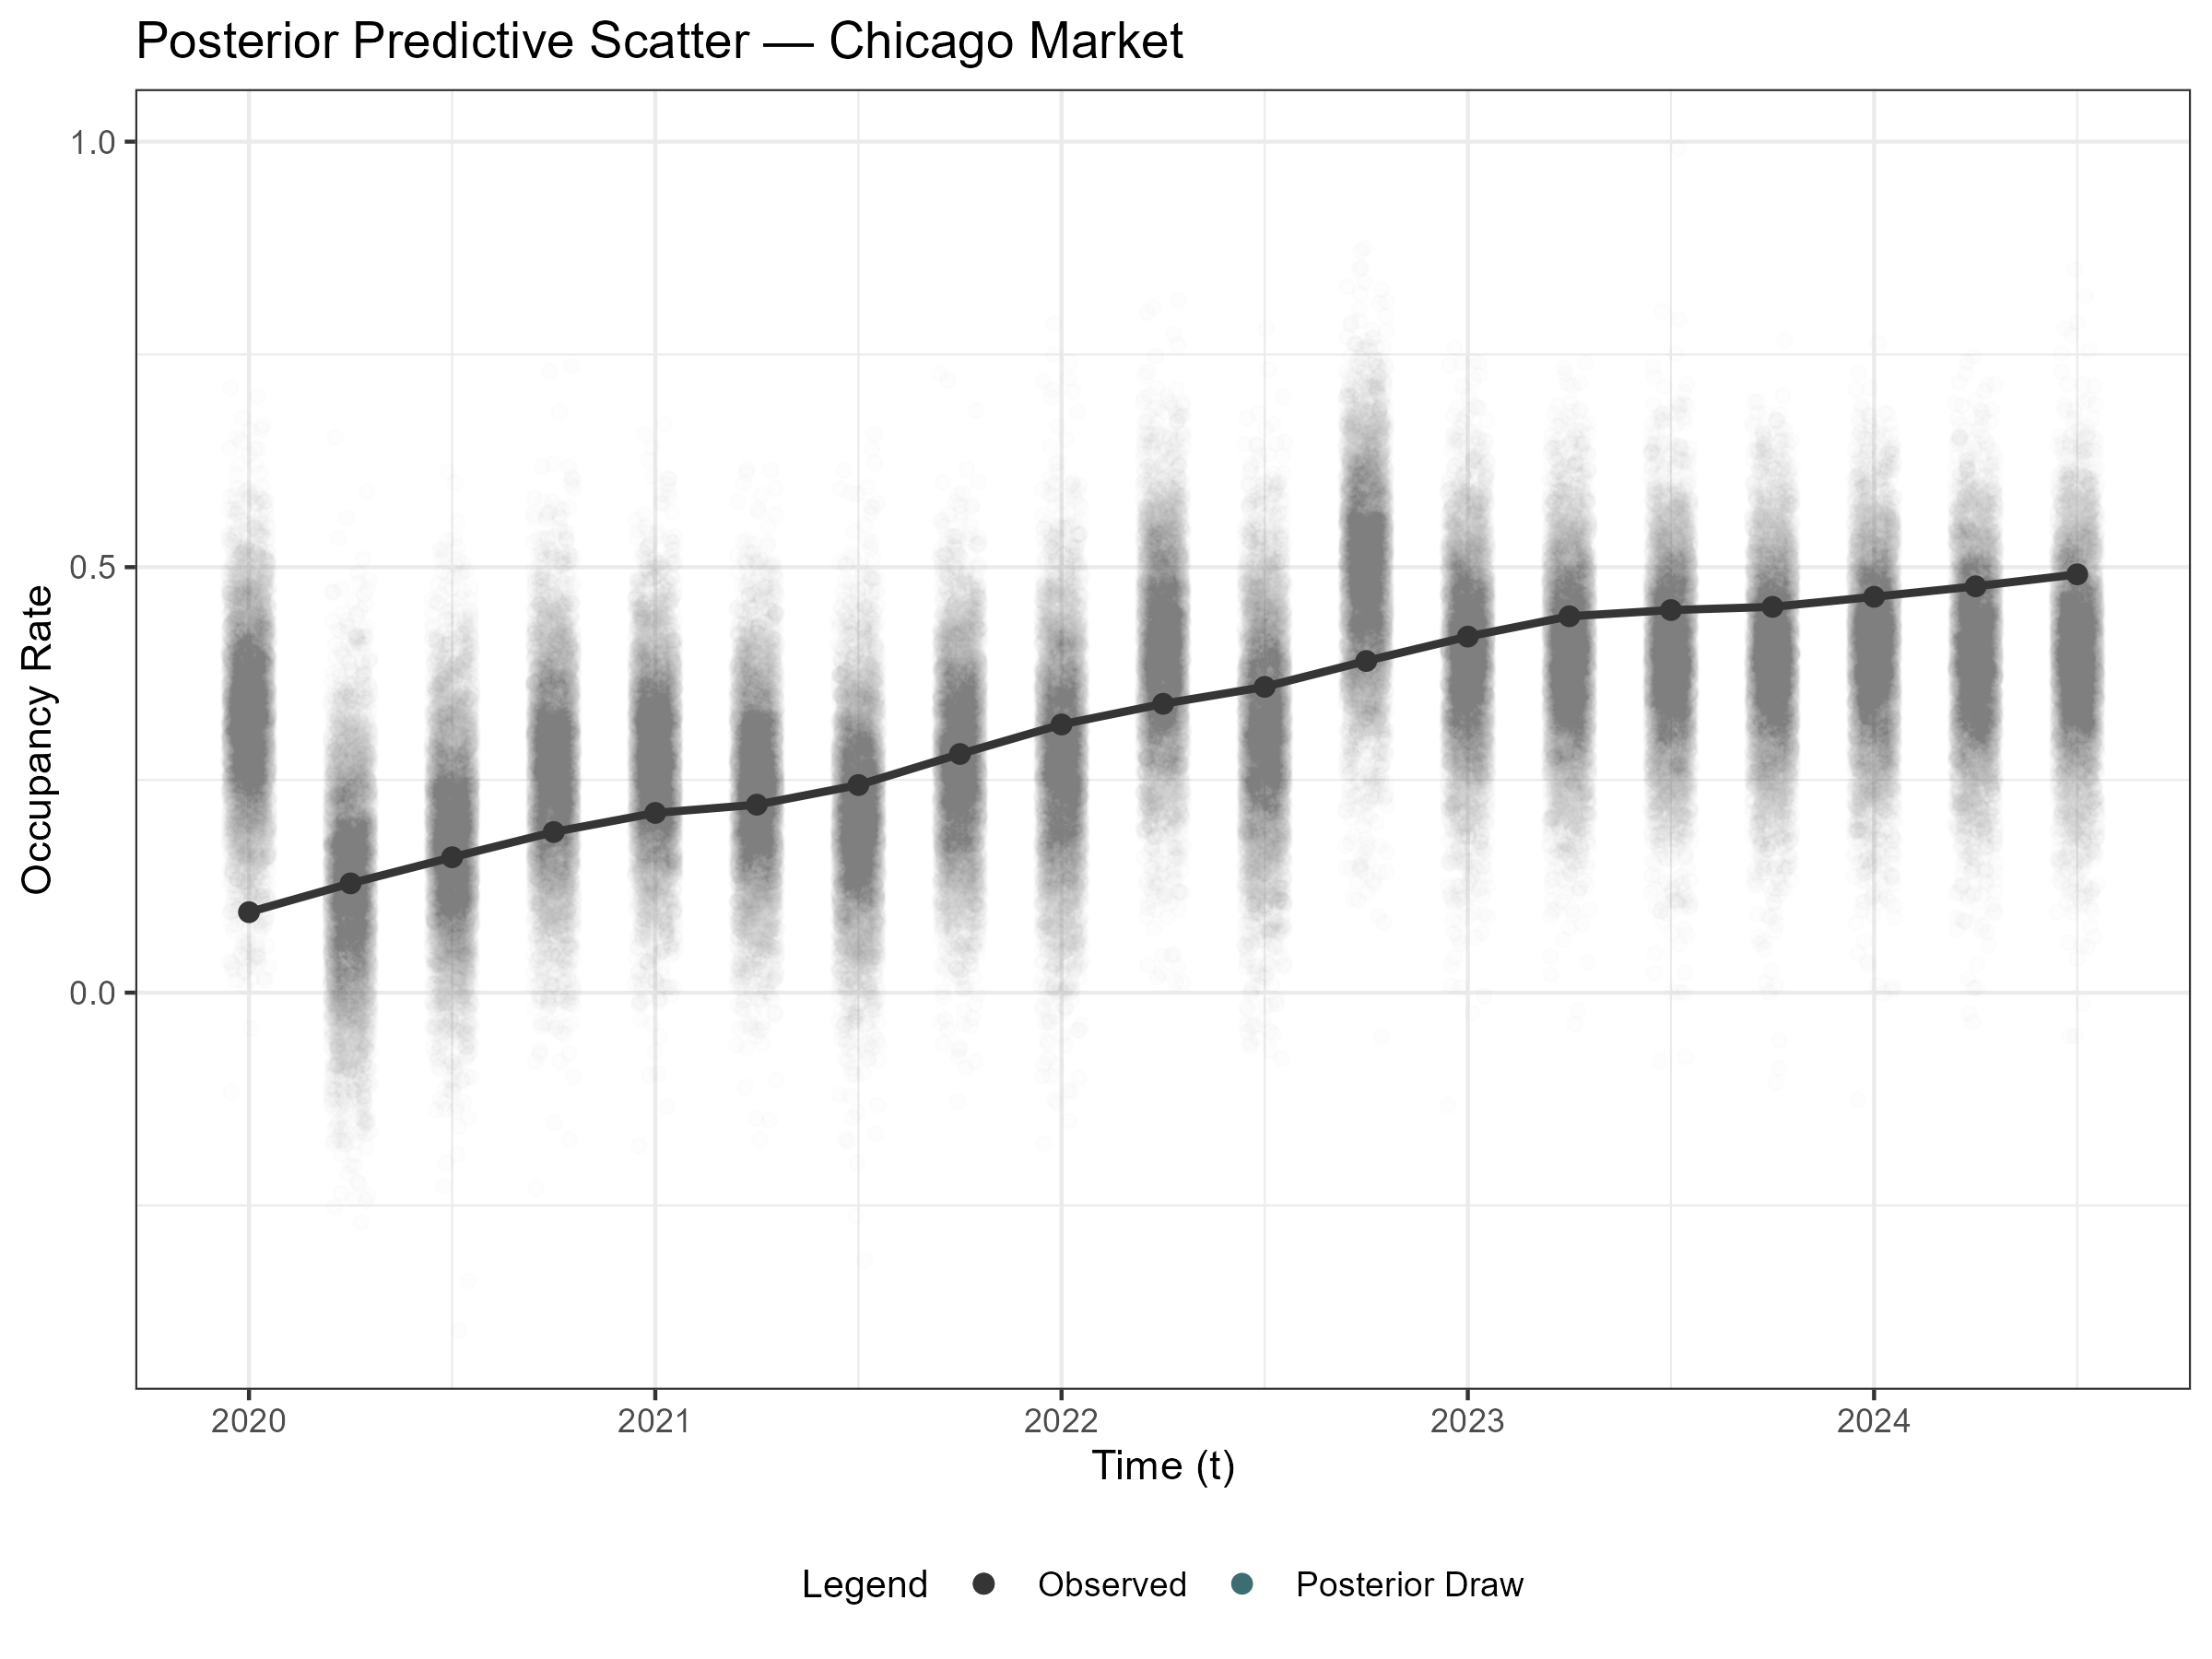 Posterior Predictive Scatter — Chicago Market
1.0
0.5
0.0
Occupancy Rate
2020 2021 2022 2023 2024
Time (t)
Legend Observed Posterior Draw